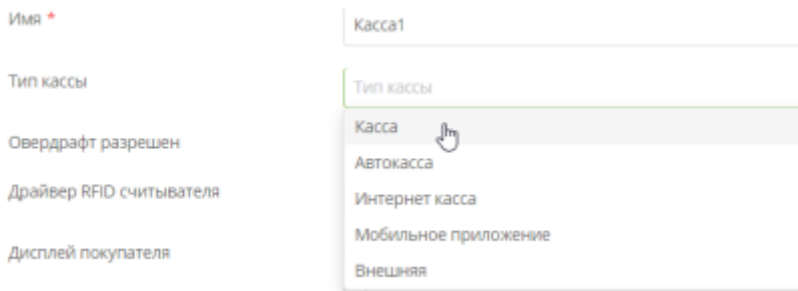 Имя *
Касса1
Тип кассы
Тип кассы
Касса
Автокасса
Интернет касса
Мобильное приложение
Внешняя
Овердрафт разрешен
Драйвер RFID считывателя
Дисплей покупателя